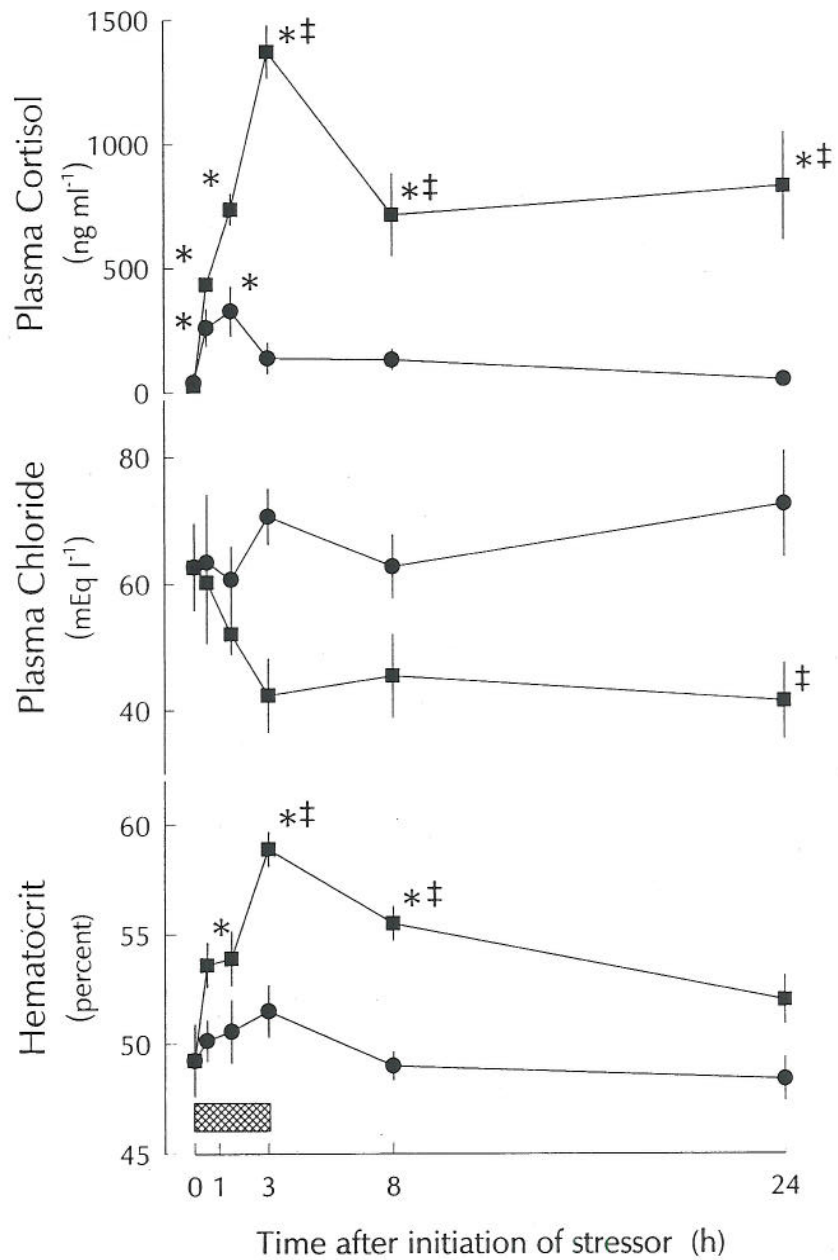 Plasma Cortisol
(ng ml⁻¹)
1500
1000
500
0
*‡
*
*
*
*
*‡
*‡
Plasma Chloride
(mEq l⁻¹)
80
60
40
‡
Hematocrit
(percent)
60
55
50
45
*‡
*
*‡
0 1 3 8 24
Time after initiation of stressor (h)